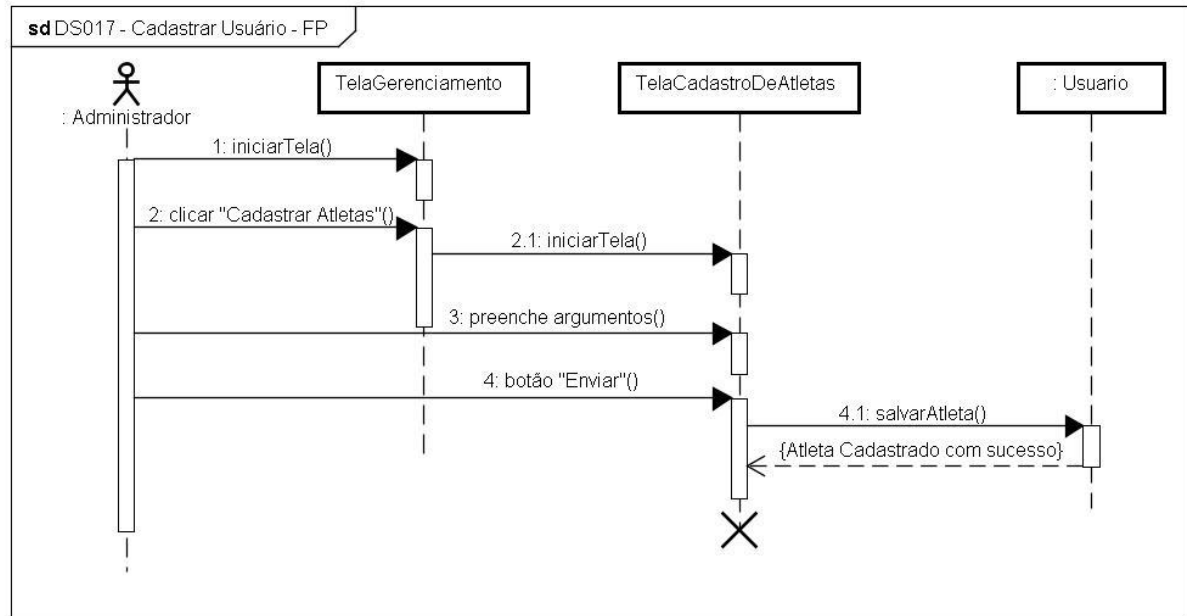 sd DS017 - Cadastrar Usuário - FP
TelaGerenciamento
TelaCadastroDeAtletas
: Usuario
: Administrador
1: iniciarTela()
2: clicar "Cadastrar Atletas"()
2.1: iniciarTela()
3: preenche argumentos()
4: botão "Enviar"()
4.1: salvarAtleta()
{Atleta Cadastrado com sucesso}